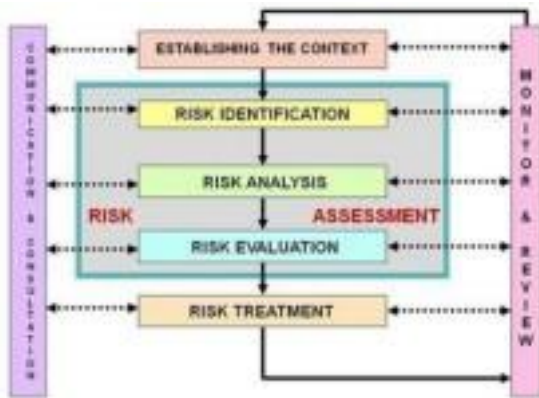 ESTABLISHING THE CONTEXT
RISK IDENTIFICATION
RISK ANALYSIS
RISK ASSESSMENT
RISK EVALUATION
RISK TREATMENT
COMMUNICATION & CONSULTATION
MONITOR & REVIEW